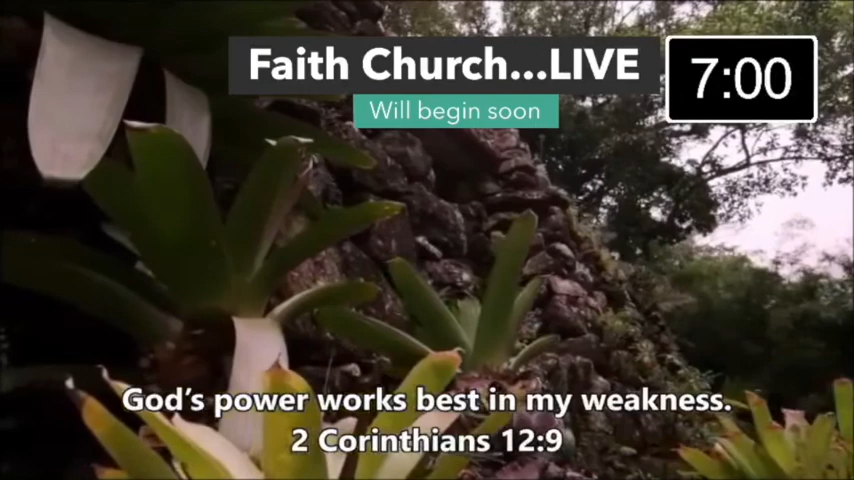 Faith Church...LIVE
7:00
Will begin soon
God's power works best in my weakness.
2 Corinthians 12:9